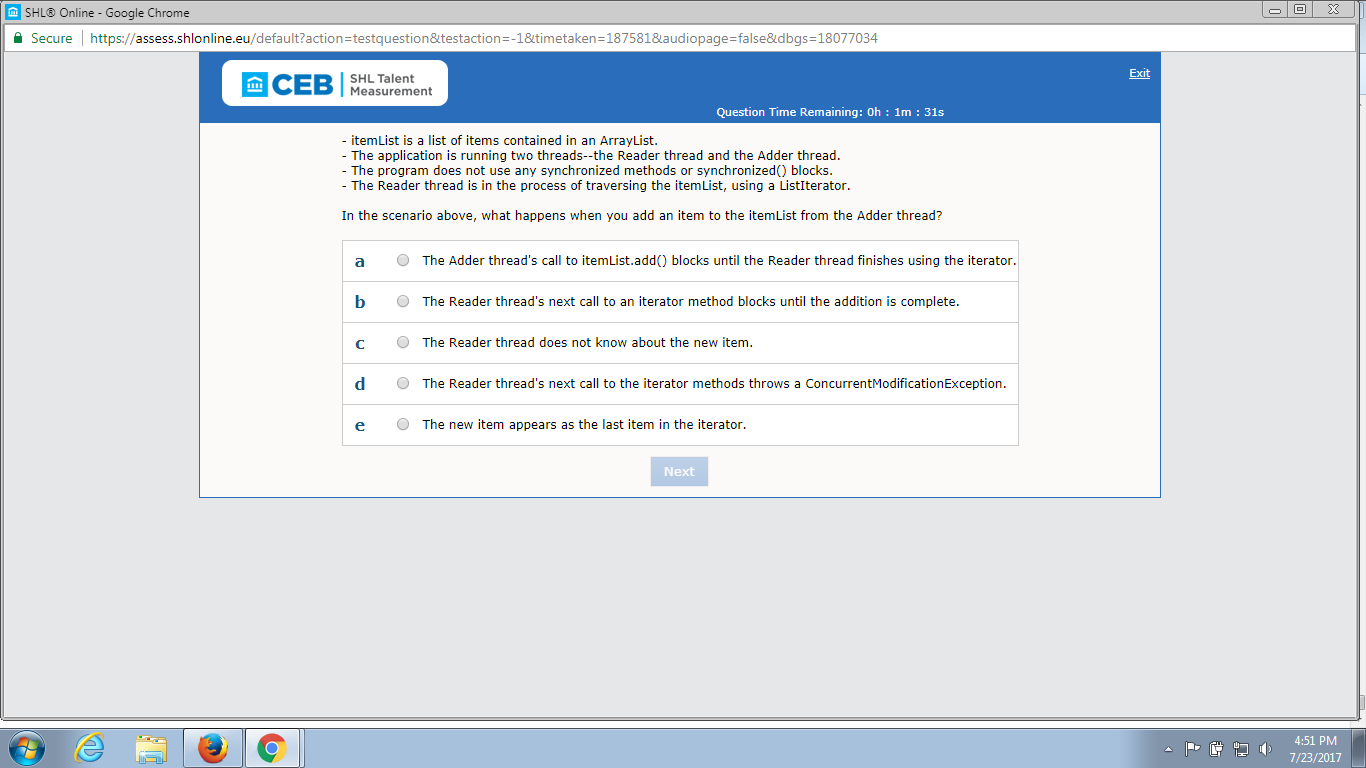 SHL® Online - Google Chrome
Secure https://assess.shlonline.eu/default?action=testquestion&testaction=-1&timetaken=187581&audiopage=false&dbgs=18077034
CEB SHL Talent Measurement
Exit
Question Time Remaining: 0h : 1m : 31s
- itemList is a list of items contained in an ArrayList.
- The application is running two threads--the Reader thread and the Adder thread.
- The program does not use any synchronized methods or synchronized() blocks.
- The Reader thread is in the process of traversing the itemList, using a ListIterator.
In the scenario above, what happens when you add an item to the itemList from the Adder thread?
a The Adder thread's call to itemList.add() blocks until the Reader thread finishes using the iterator.
b The Reader thread's next call to an iterator method blocks until the addition is complete.
c The Reader thread does not know about the new item.
d The Reader thread's next call to the iterator methods throws a ConcurrentModificationException.
e The new item appears as the last item in the iterator.
Next
4:51 PM
7/23/2017